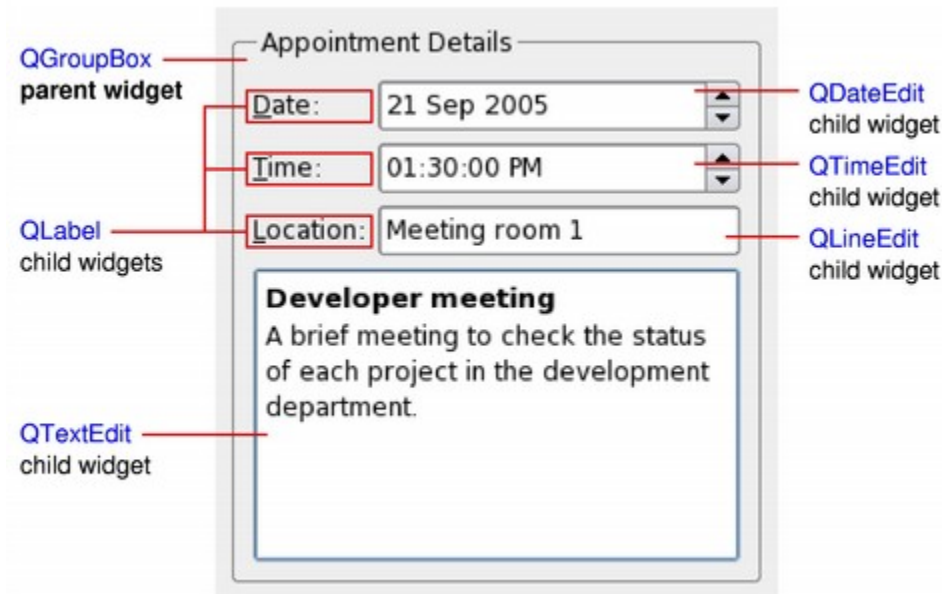 Appointment Details
QGroupBox
parent widget
Date:
21 Sep 2005
QDateEdit
child widget
Time:
01:30:00 PM
QTimeEdit
child widget
QLabel
child widgets
Location:
Meeting room 1
QLineEdit
child widget
Developer meeting
A brief meeting to check the status
of each project in the development
department.
QTextEdit
child widget